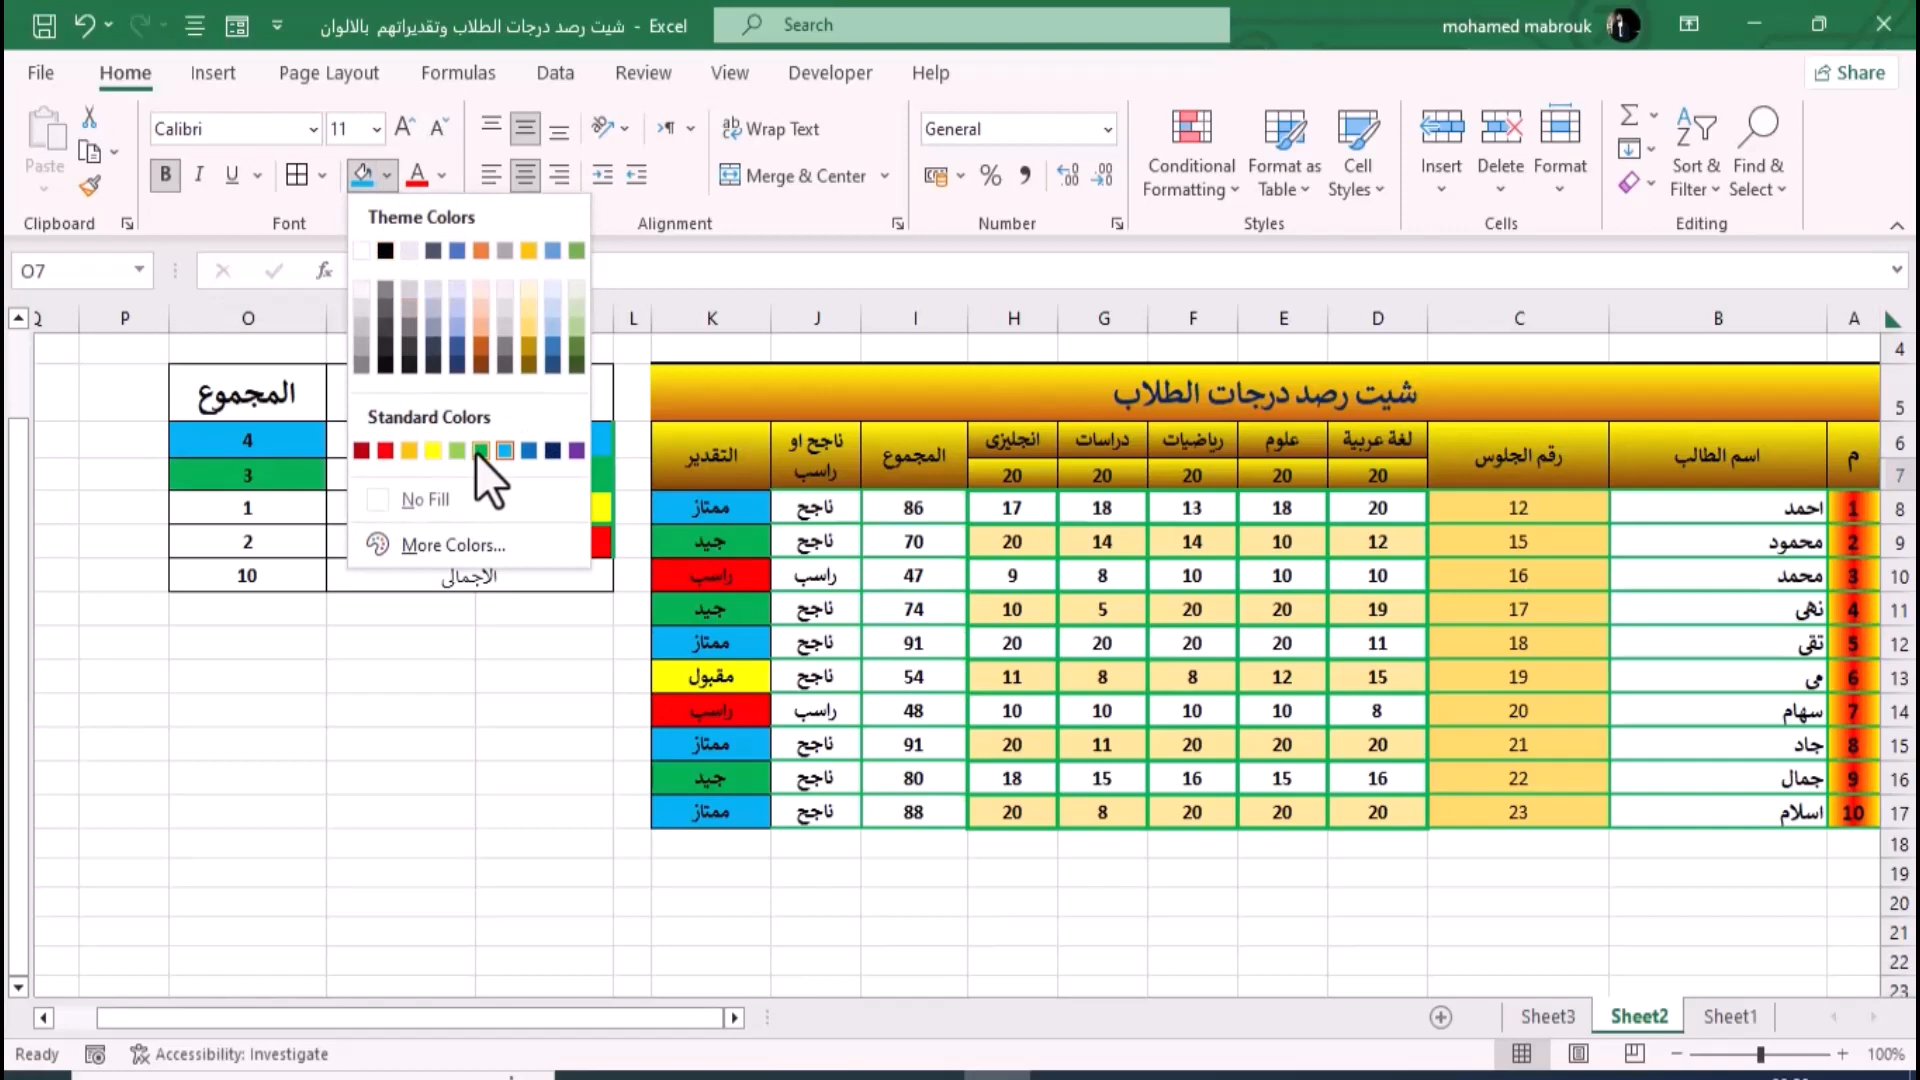 شيت رصد درجات الطلاب وتقديراتهم بالالوان - Excel
Search
mohamed mabrouk
File Home Insert Page Layout Formulas Data Review View Developer Help Share
Paste
Clipboard
Calibri 11
B I U
Font
Wrap Text
Merge & Center
Alignment
General
Number
Conditional Formatting
Format as Table
Cell Styles
Styles
Insert Delete Format
Cells
Sort & Filter
Find & Select
Editing
O7
fx
Theme Colors
Standard Colors
No Fill
More Colors...
Q P O L K J I H G F E D C B A
4
المجموع
شيت رصد درجات الطلاب 5
4
م اسم الطالب رقم الجلوس لغة عربية علوم رياضيات دراسات انجليزى المجموع ناجح او راسب التقدير 6
3
20 20 20 20 20 7
1
1 احمد 12 20 18 13 18 17 86 ناجح ممتاز 8
2
2 محمود 15 12 10 14 14 20 70 ناجح جيد 9
الاجمالى 10
3 محمد 16 10 10 10 8 9 47 راسب راسب 10
4 نهى 17 19 20 20 5 10 74 ناجح جيد 11
5 تقى 18 11 20 20 20 20 91 ناجح ممتاز 12
6 مى 19 15 12 8 8 11 54 ناجح مقبول 13
7 سهام 20 8 10 10 10 10 48 راسب راسب 14
8 جاد 21 20 20 20 11 20 91 ناجح ممتاز 15
9 جمال 22 16 15 16 15 18 80 ناجح جيد 16
10 اسلام 23 20 20 20 8 20 88 ناجح ممتاز 17
18
19
20
21
22
23
Sheet3 Sheet2 Sheet1
Ready Accessibility: Investigate 100%